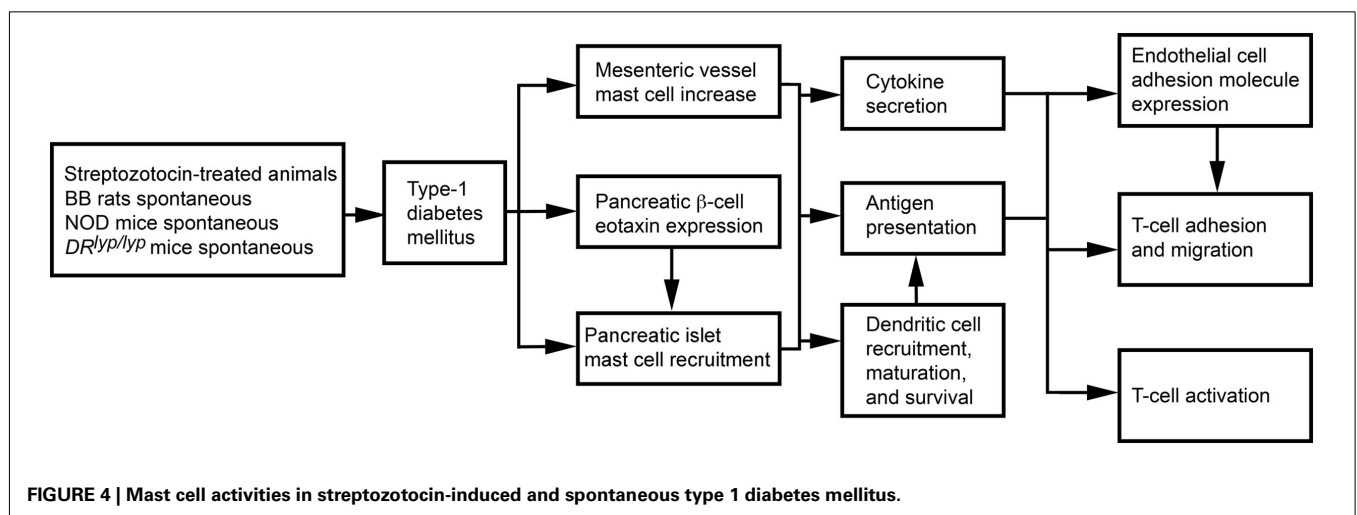 Streptozotocin-treated animals
BB rats spontaneous
NOD mice spontaneous
DRlyp/lyp mice spontaneous
Type-1
diabetes
mellitus
Mesenteric vessel
mast cell increase
Pancreatic β-cell
eotaxin expression
Pancreatic islet
mast cell recruitment
Cytokine
secretion
Antigen
presentation
Dendritic cell
recruitment,
maturation,
and survival
Endothelial cell
adhesion molecule
expression
T-cell adhesion
and migration
T-cell activation
FIGURE 4 | Mast cell activities in streptozotocin-induced and spontaneous type 1 diabetes mellitus.